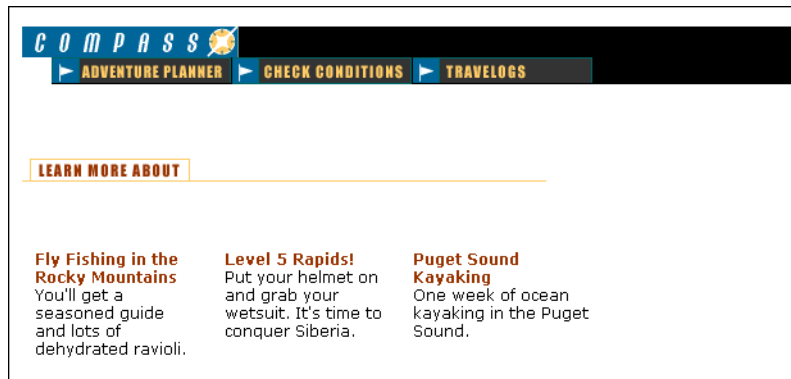 COMPASS
ADVENTURE PLANNER CHECK CONDITIONS TRAVELOGS
LEARN MORE ABOUT
Fly Fishing in the
Rocky Mountains
You'll get a
seasoned guide
and lots of
dehydrated ravioli.
Level 5 Rapids!
Put your helmet on
and grab your
wetsuit. It's time to
conquer Siberia.
Puget Sound
Kayaking
One week of ocean
kayaking in the Puget
Sound.